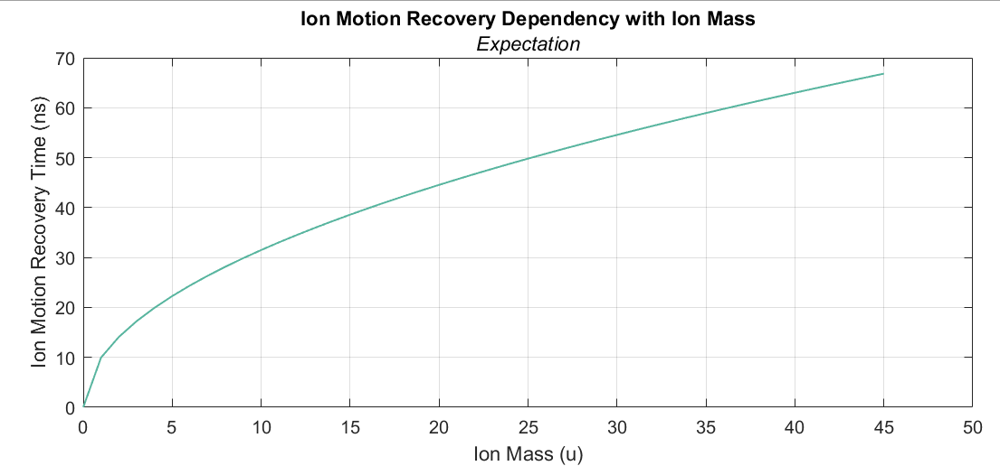 Ion Motion Recovery Dependency with Ion Mass
Expectation
Ion Motion Recovery Time (ns)
70
60
50
40
30
20
10
0
0 5 10 15 20 25 30 35 40 45 50
Ion Mass (u)